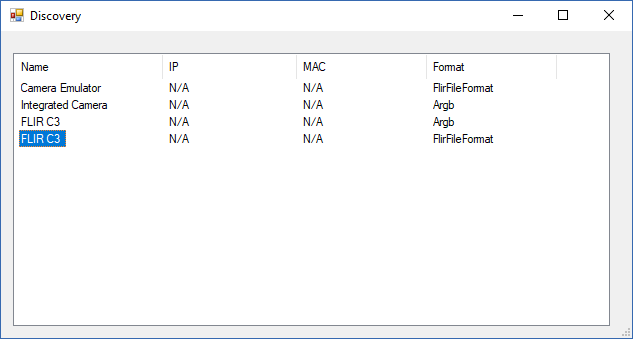 Discovery
Name IP MAC Format
Camera Emulator N/A N/A FlirFileFormat
Integrated Camera N/A N/A Argb
FLIR C3 N/A N/A Argb
FLIR C3 N/A N/A FlirFileFormat